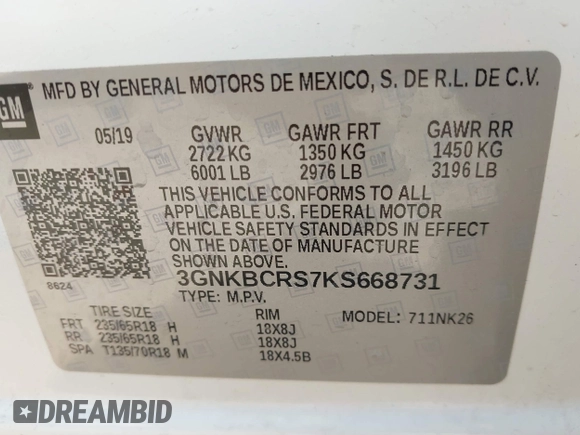 GM
MFD BY GENERAL MOTORS DE MEXICO, S. DE R.L. DE C.V.
05/19 GVWR GAWR FRT GAWR RR
2722 KG 1350 KG 1450 KG
6001 LB 2976 LB 3196 LB
THIS VEHICLE CONFORMS TO ALL
APPLICABLE U.S. FEDERAL MOTOR
VEHICLE SAFETY STANDARDS IN EFFECT
ON THE DATE OF MANUFACTURE
SHOWN ABOVE.
8624
3GNKBCRS7KS668731
TYPE: M.P.V.
TIRE SIZE RIM MODEL: 711NK26
FRT 235/65R18 H 18X8J
RR 235/65R18 H 18X8J
SPA T135/70R18 M 18X4.5B
DREAMBID